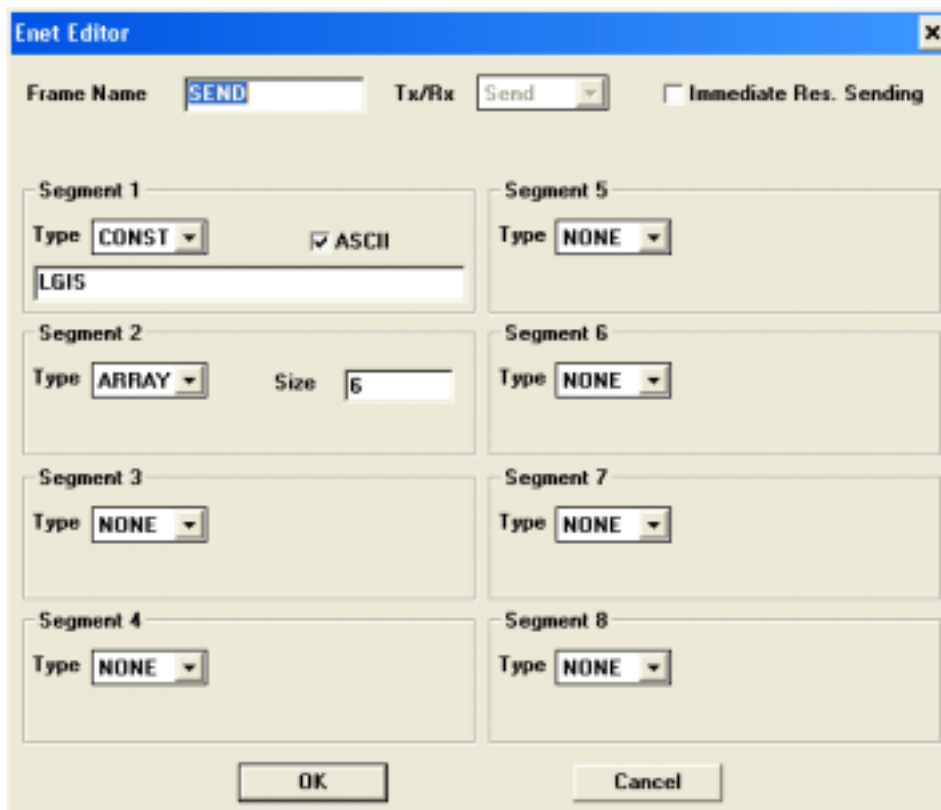 Enet Editor
Frame Name SEND Tx/Rx Send Immediate Res. Sending
Segment 1
Type CONST ASCII
LGIS
Segment 5
Type NONE
Segment 2
Type ARRAY Size 6
Segment 6
Type NONE
Segment 3
Type NONE
Segment 7
Type NONE
Segment 4
Type NONE
Segment 8
Type NONE
OK Cancel